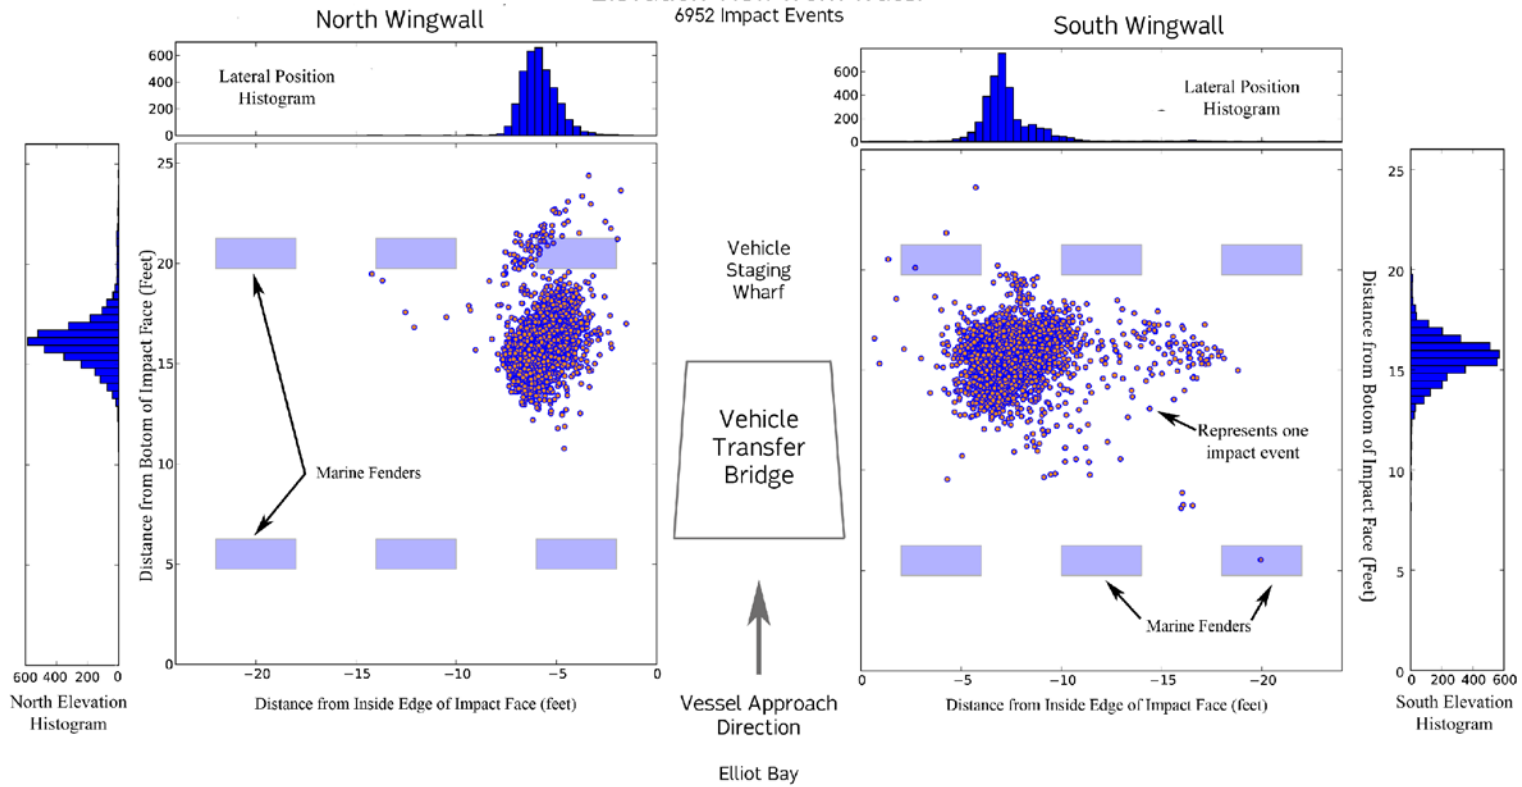 6952 Impact Events
North Wingwall
South Wingwall
Lateral Position
Histogram
600
400
200
0
Lateral Position
Histogram
600
400
200
0
25
20
15
10
5
0
−20
−15
−10
−5
0
Distance from Botom of Impact Face (Feet)
Distance from Inside Edge of Impact Face (feet)
Marine Fenders
600 400 200 0
North Elevation
Histogram
Vehicle
Staging
Wharf
Vehicle
Transfer
Bridge
Vessel Approach
Direction
Elliot Bay
Represents one
impact event
Marine Fenders
0
−5
−10
−15
−20
Distance from Inside Edge of Impact Face (feet)
Distance from Bottom of Impact Face (Feet)
25
20
15
10
5
0
0 200 400 600
South Elevation
Histogram